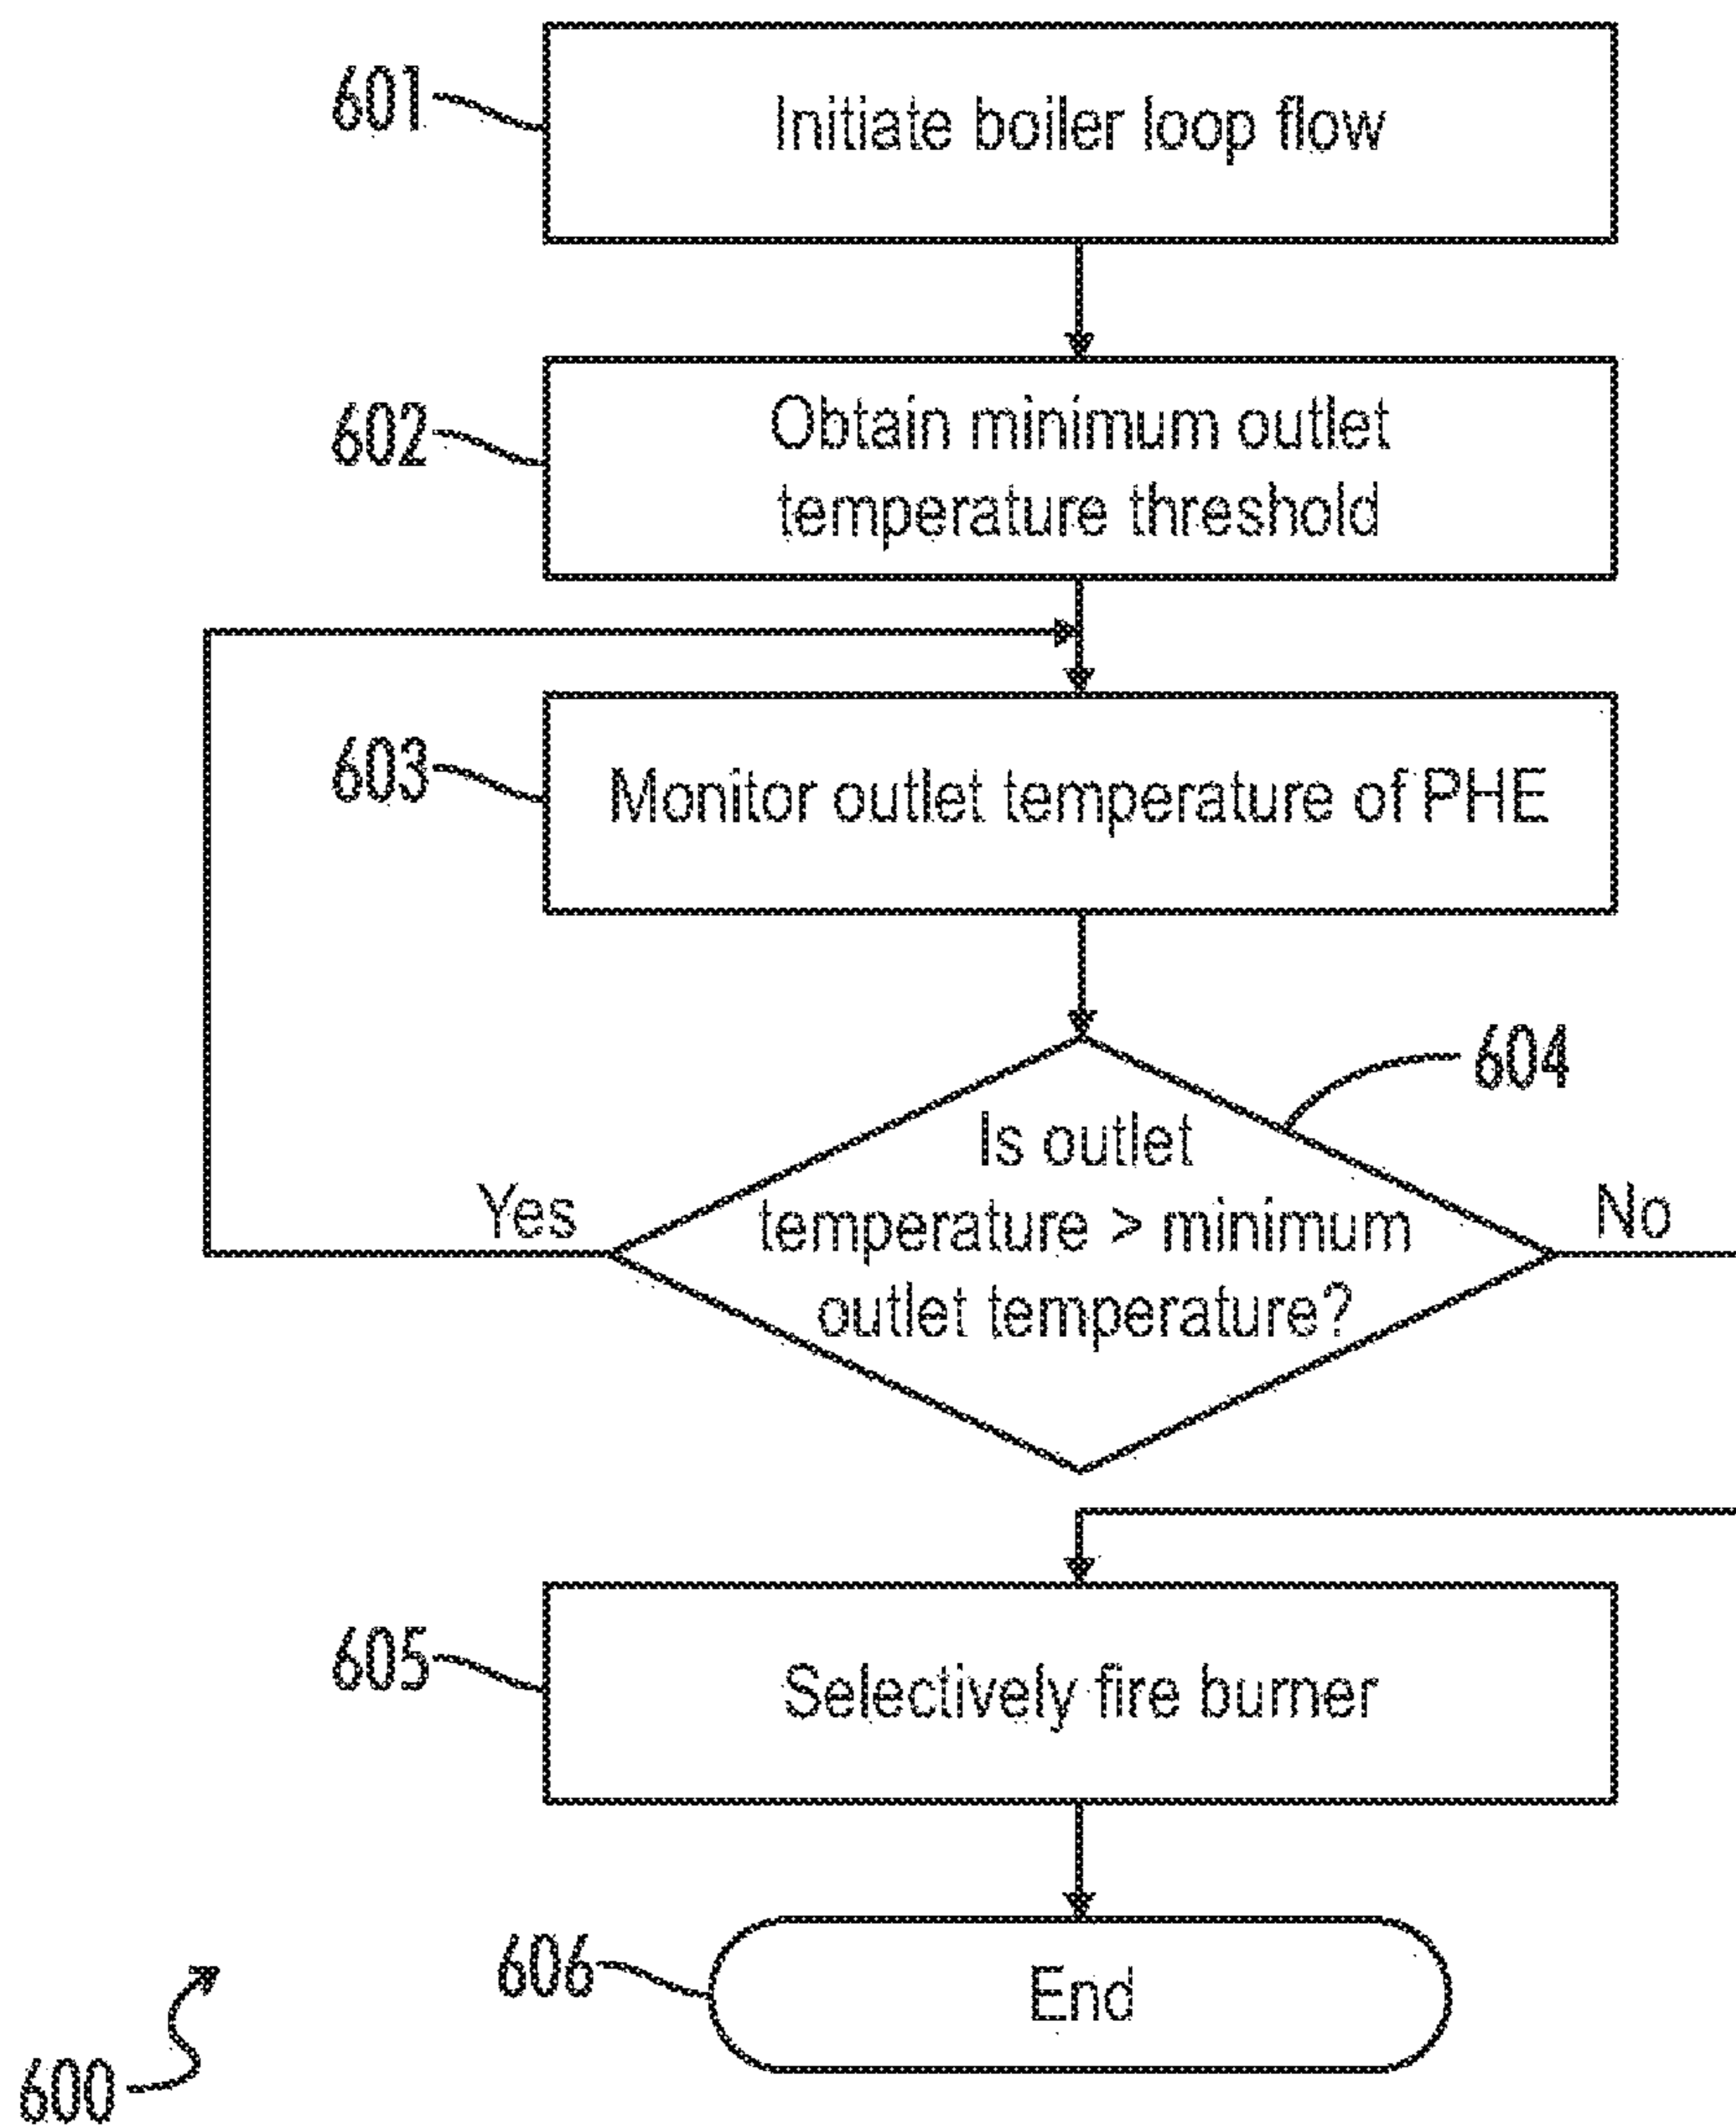 601
Initiate boiler loop flow
602
Obtain minimum outlet
temperature threshold
603
Monitor outlet temperature of PHE
604
Is outlet
temperature > minimum
outlet temperature?
Yes
No
605
Selectively fire burner
606
End
600